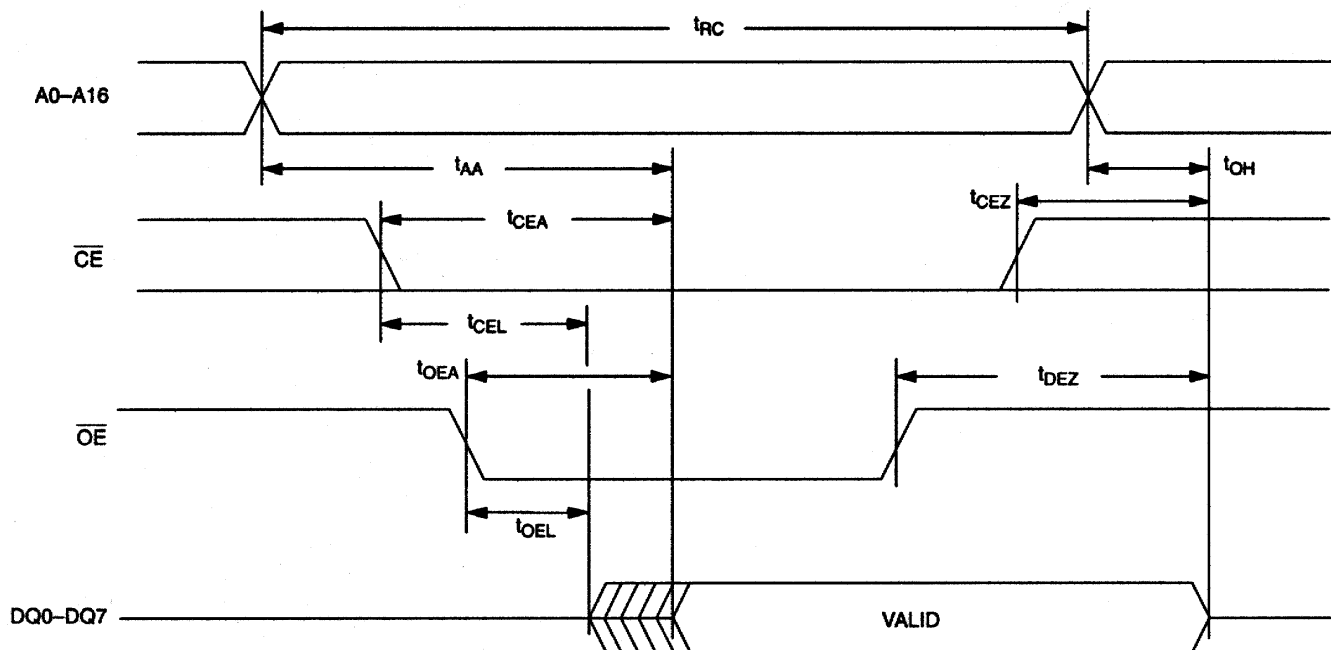 tRC
A0–A16
tAA
tOH
tCEZ
tCEA
CE
tCEL
tOEA
tDEZ
OE
tOEL
DQ0–DQ7
VALID